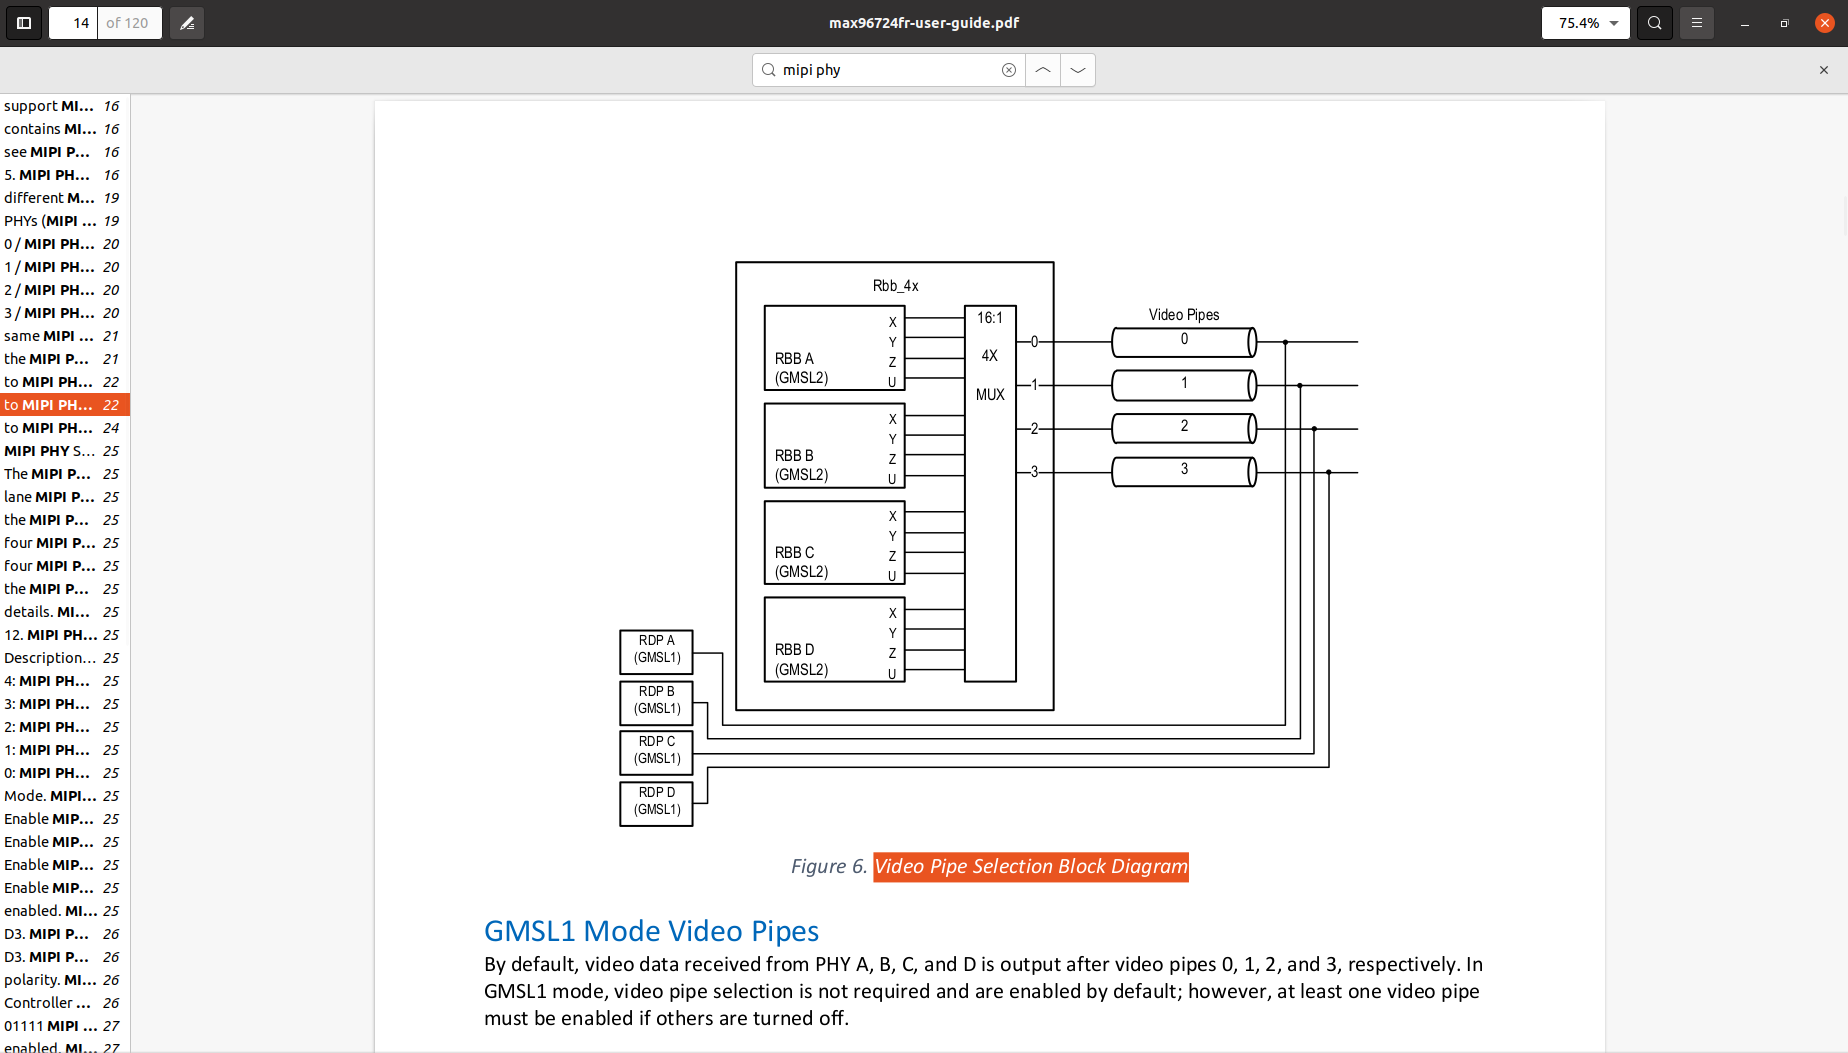 14 of 120
max96724fr-user-guide.pdf
75.4%
mipi phy
support MI... 16
contains MI... 16
see MIPI P... 16
5. MIPI PH... 16
different M... 19
PHYs (MIPI ... 19
0 / MIPI PH... 20
1 / MIPI PH... 20
2 / MIPI PH... 20
3 / MIPI PH... 20
same MIPI ... 21
the MIPI P... 21
to MIPI PH... 22
to MIPI PH... 22
to MIPI PH... 24
MIPI PHY S... 25
The MIPI P... 25
lane MIPI P... 25
the MIPI P... 25
four MIPI P... 25
four MIPI P... 25
the MIPI P... 25
details. MI... 25
12. MIPI PH... 25
Description... 25
4: MIPI PH... 25
3: MIPI PH... 25
2: MIPI PH... 25
1: MIPI PH... 25
0: MIPI PH... 25
Mode. MIPI... 25
Enable MIP... 25
Enable MIP... 25
Enable MIP... 25
Enable MIP... 25
enabled. MI... 25
D3. MIPI P... 26
D3. MIPI P... 26
polarity. MI... 26
Controller ... 26
01111 MIPI ... 27
enabled. MI... 27
Rbb_4x
RBB A
(GMSL2)
X
Y
Z
U
RBB B
(GMSL2)
X
Y
Z
U
RBB C
(GMSL2)
X
Y
Z
U
RBB D
(GMSL2)
X
Y
Z
U
16:1
4X
MUX
0
1
2
3
Video Pipes
0
1
2
3
RDP A
(GMSL1)
RDP B
(GMSL1)
RDP C
(GMSL1)
RDP D
(GMSL1)
Figure 6. Video Pipe Selection Block Diagram
GMSL1 Mode Video Pipes
By default, video data received from PHY A, B, C, and D is output after video pipes 0, 1, 2, and 3, respectively. In
GMSL1 mode, video pipe selection is not required and are enabled by default; however, at least one video pipe
must be enabled if others are turned off.